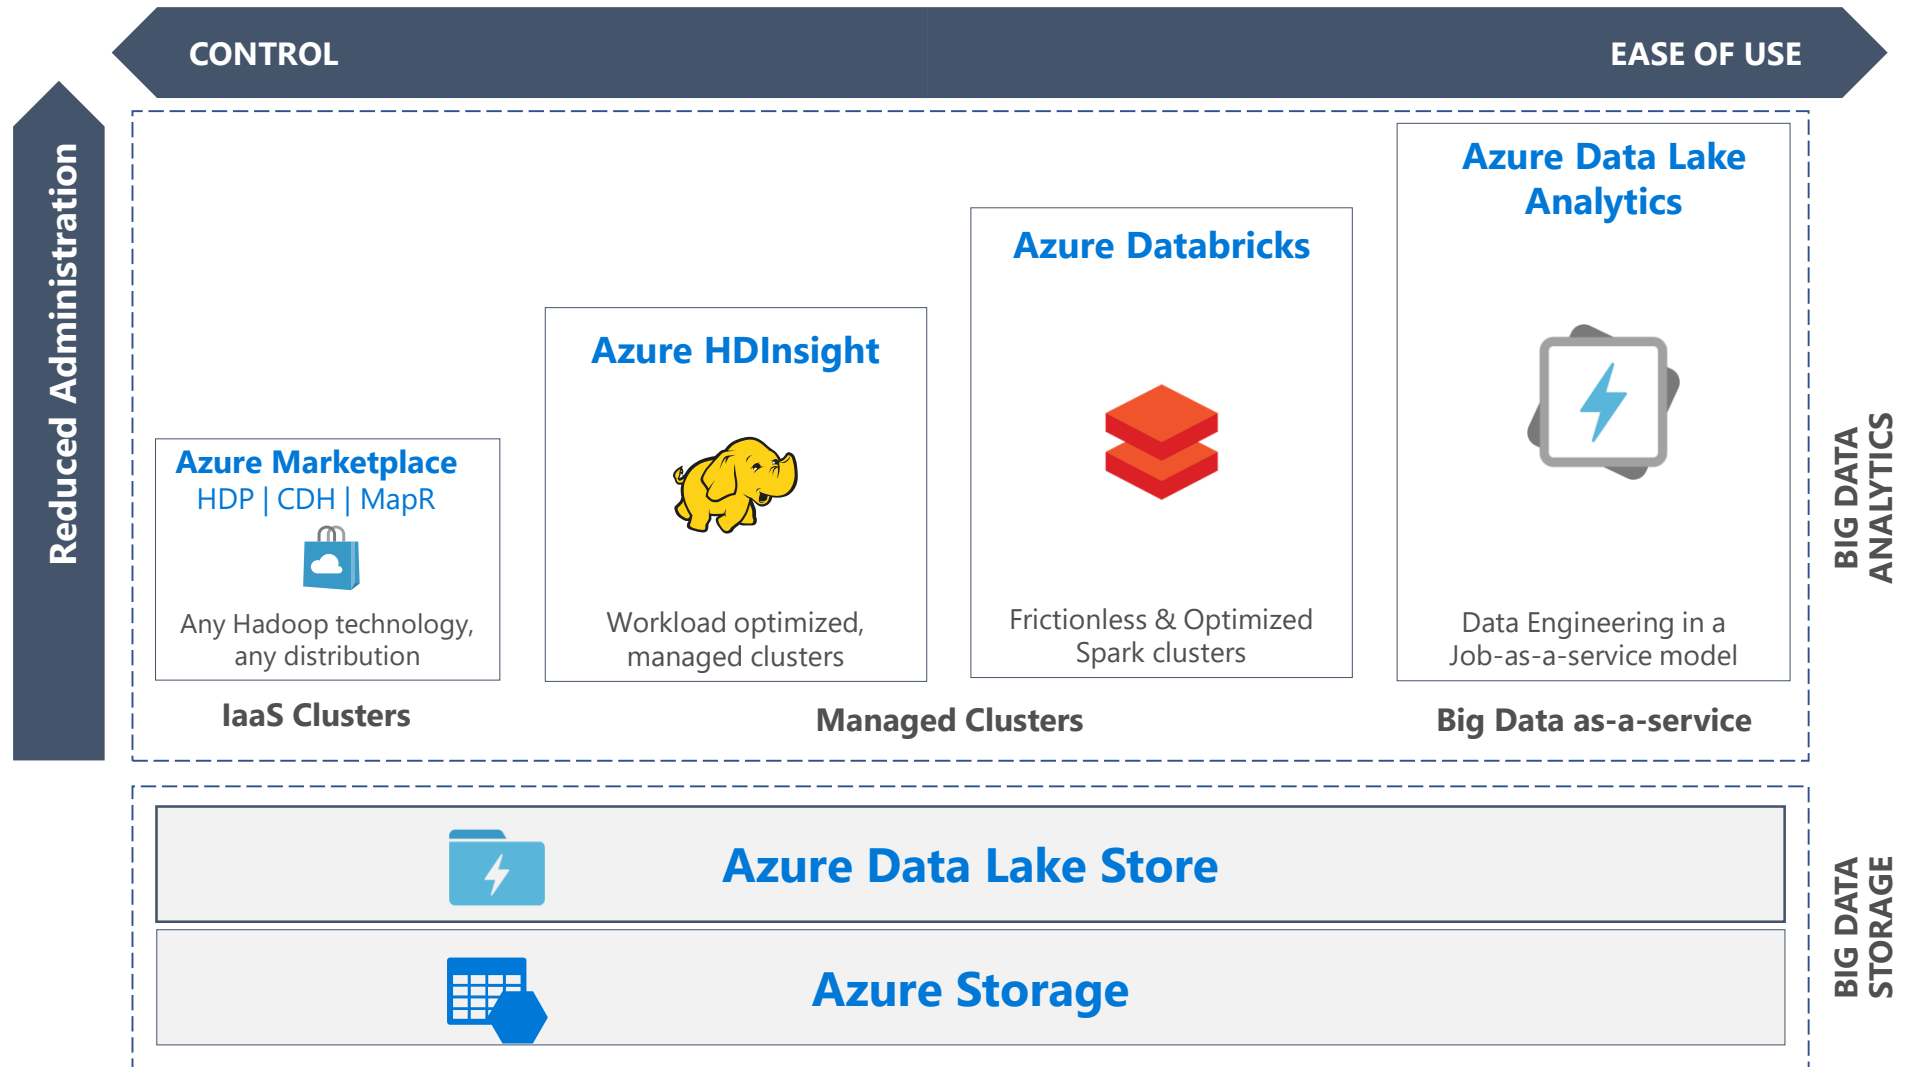 CONTROL
EASE OF USE
Reduced Administration
Azure Marketplace
HDP | CDH | MapR
Any Hadoop technology,
any distribution
IaaS Clusters
Azure HDInsight
Workload optimized,
managed clusters
Azure Databricks
Frictionless & Optimized
Spark clusters
Managed Clusters
Azure Data Lake
Analytics
Data Engineering in a
Job-as-a-service model
Big Data as-a-service
BIG DATA
ANALYTICS
Azure Data Lake Store
Azure Storage
BIG DATA
STORAGE